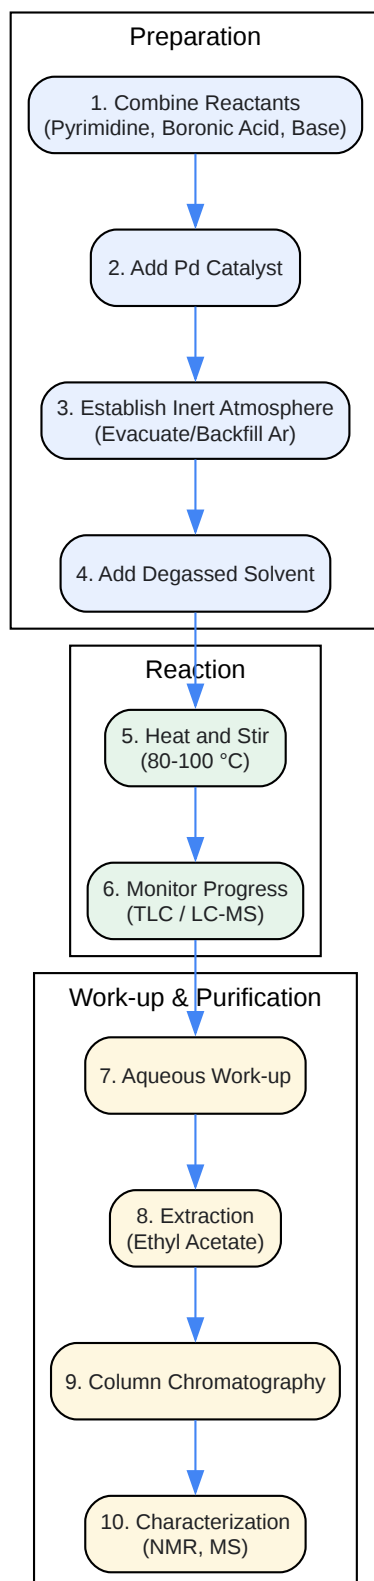 Preparation
1. Combine Reactants
(Pyrimidine, Boronic Acid, Base)
2. Add Pd Catalyst
3. Establish Inert Atmosphere
(Evacuate/Backfill Ar)
4. Add Degassed Solvent
Reaction
5. Heat and Stir
(80-100 °C)
6. Monitor Progress
(TLC / LC-MS)
Work-up & Purification
7. Aqueous Work-up
8. Extraction
(Ethyl Acetate)
9. Column Chromatography
10. Characterization
(NMR, MS)